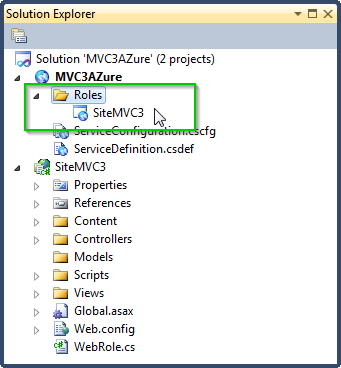 Solution Explorer
Solution 'MVC3AZure' (2 projects)
MVC3AZure
Roles
SiteMVC3
ServiceConfiguration.cscfg
ServiceDefinition.csdef
SiteMVC3
Properties
References
Content
Controllers
Models
Scripts
Views
Global.asax
Web.config
WebRole.cs